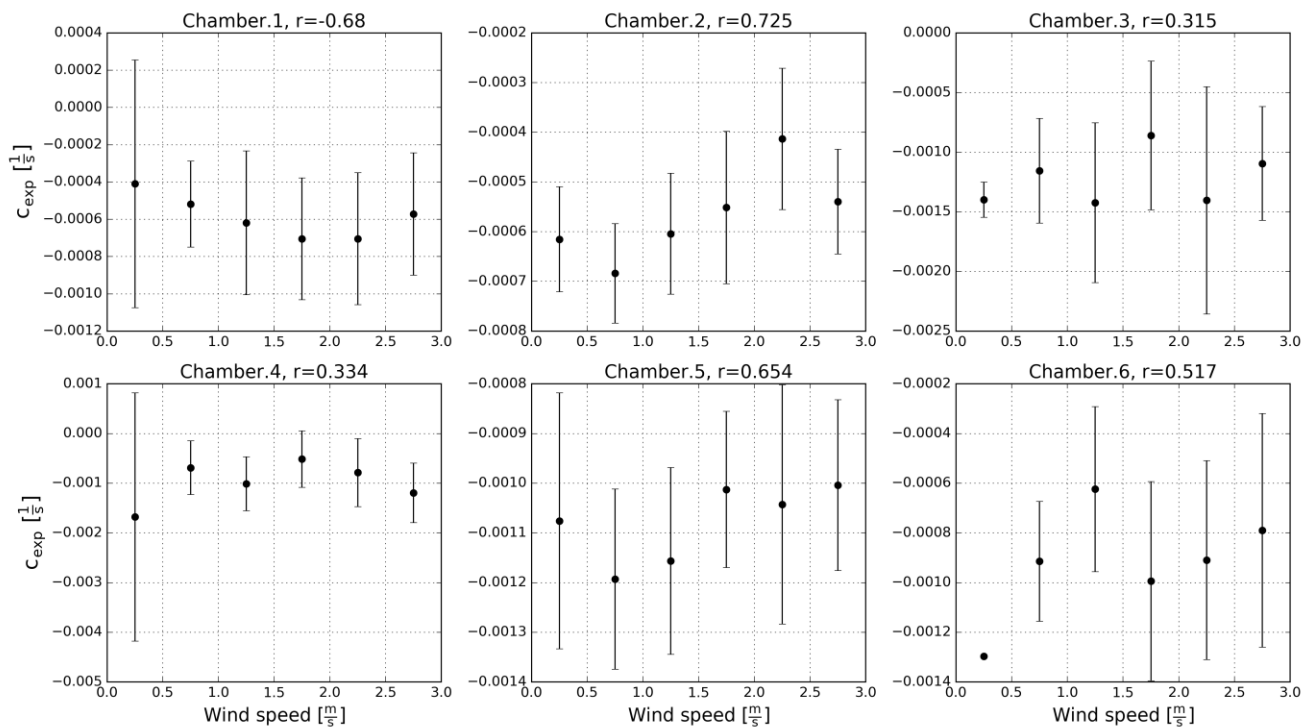 Chamber.1, r=-0.68
0.0004
0.0002
0.0000
−0.0002
−0.0004
−0.0006
−0.0008
−0.0010
−0.0012
c_exp [1/s]
0.0 0.5 1.0 1.5 2.0 2.5 3.0
Chamber.2, r=0.725
−0.0002
−0.0003
−0.0004
−0.0005
−0.0006
−0.0007
−0.0008
0.0 0.5 1.0 1.5 2.0 2.5 3.0
Chamber.3, r=0.315
0.0000
−0.0005
−0.0010
−0.0015
−0.0020
−0.0025
0.0 0.5 1.0 1.5 2.0 2.5 3.0
Chamber.4, r=0.334
0.001
0.000
−0.001
−0.002
−0.003
−0.004
−0.005
c_exp [1/s]
0.0 0.5 1.0 1.5 2.0 2.5 3.0
Wind speed [m/s]
Chamber.5, r=0.654
−0.0008
−0.0009
−0.0010
−0.0011
−0.0012
−0.0013
−0.0014
0.0 0.5 1.0 1.5 2.0 2.5 3.0
Wind speed [m/s]
Chamber.6, r=0.517
−0.0002
−0.0004
−0.0006
−0.0008
−0.0010
−0.0012
−0.0014
0.0 0.5 1.0 1.5 2.0 2.5 3.0
Wind speed [m/s]